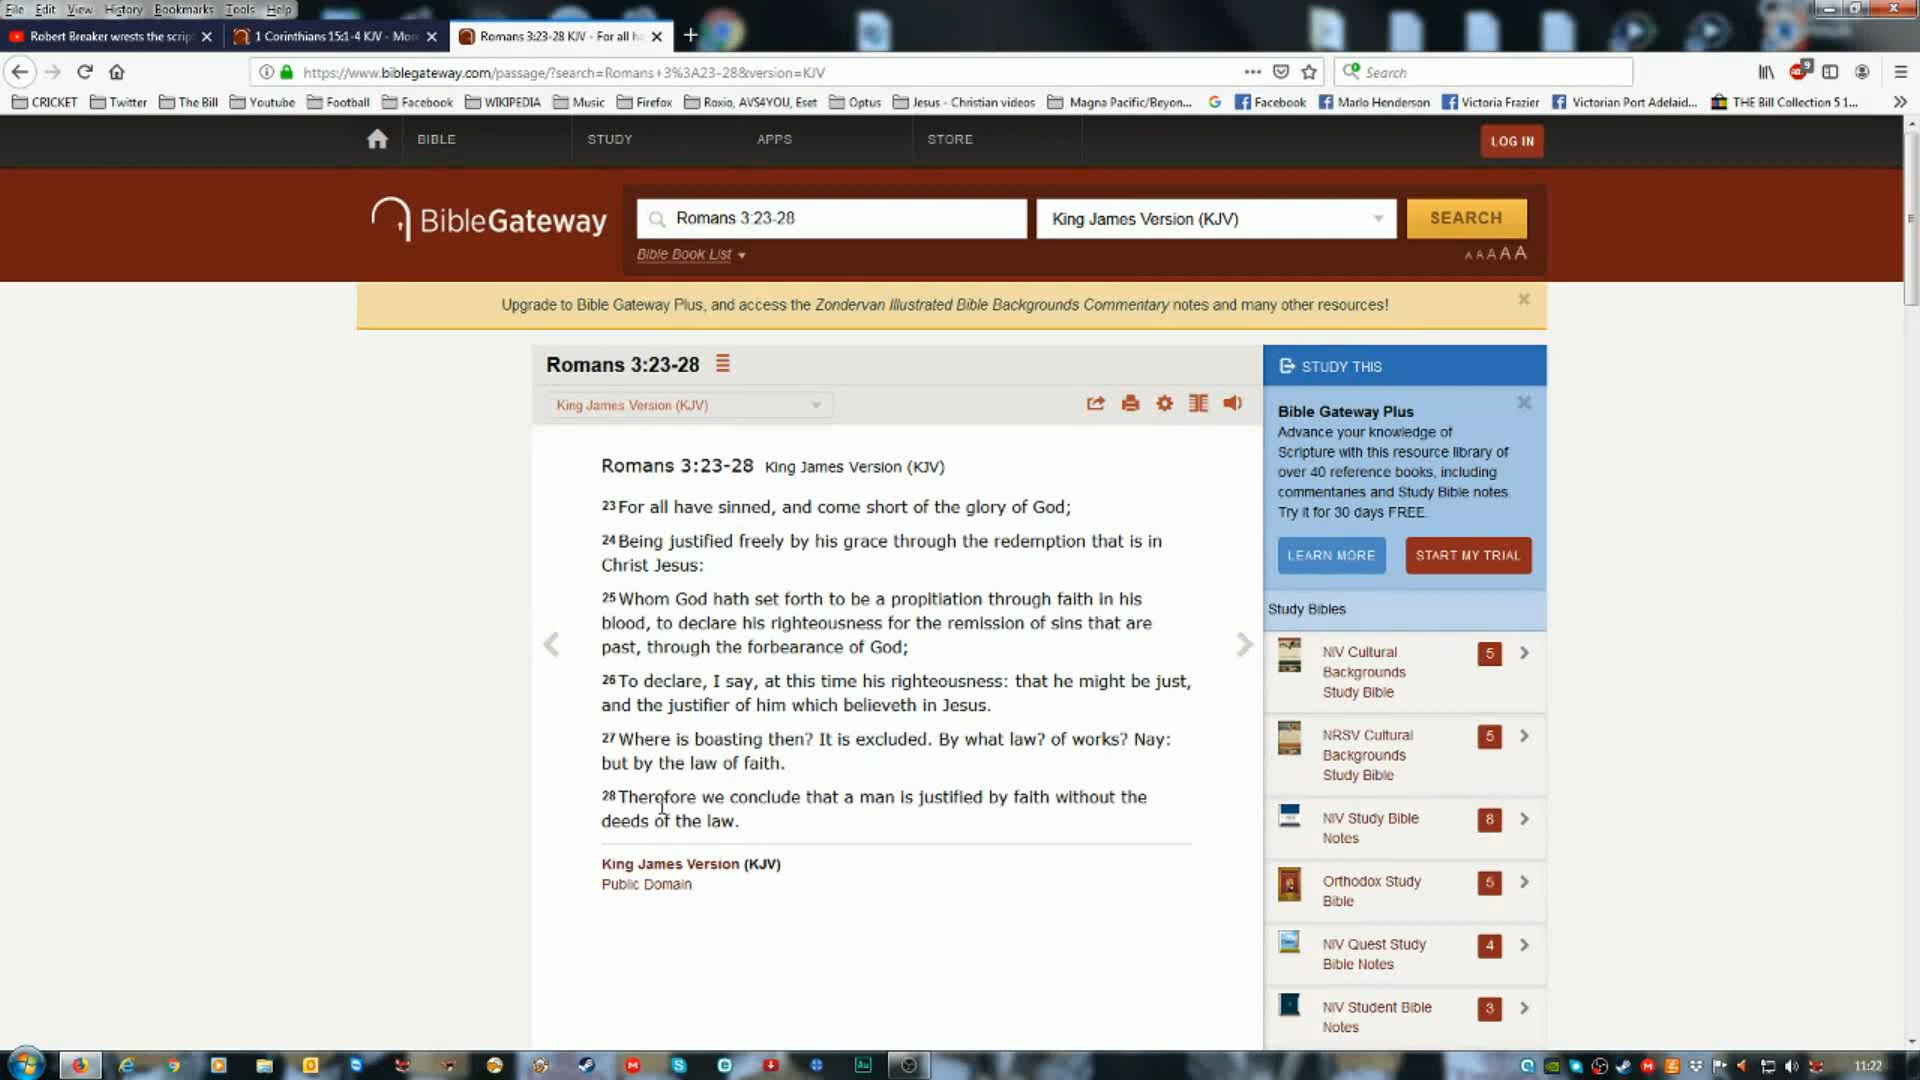 File Edit View History Bookmarks Tools Help
Robert Breaker wrests the scrip
1 Corinthians 15:1-4 KJV - Mor
Romans 3:23-28 KJV - For all h
https://www.biblegateway.com/passage/?search=Romans+3%3A23-28&version=KJV
Search
9
CRICKET Twitter The Bill Youtube Football Facebook WIKIPEDIA Music Firefox Roxio, AVS4YOU, Eset Optus Jesus - Christian videos Magna Pacific/Beyon... Facebook Marlo Henderson Victoria Frazier Victorian Port Adelaid... THE Bill Collection 5 1...
BIBLE STUDY APPS STORE
LOG IN
BibleGateway
Romans 3:23-28
King James Version (KJV)
SEARCH
Bible Book List
A A A A A
Upgrade to Bible Gateway Plus, and access the Zondervan Illustrated Bible Backgrounds Commentary notes and many other resources!
Romans 3:23-28
King James Version (KJV)
Romans 3:23-28 King James Version (KJV)
23 For all have sinned, and come short of the glory of God;
24 Being justified freely by his grace through the redemption that is in
Christ Jesus:
25 Whom God hath set forth to be a propitiation through faith in his
blood, to declare his righteousness for the remission of sins that are
past, through the forbearance of God;
26 To declare, I say, at this time his righteousness: that he might be just,
and the justifier of him which believeth in Jesus.
27 Where is boasting then? It is excluded. By what law? of works? Nay:
but by the law of faith.
28 Therefore we conclude that a man is justified by faith without the
deeds of the law.
King James Version (KJV)
Public Domain
STUDY THIS
Bible Gateway Plus
Advance your knowledge of
Scripture with this resource library of
over 40 reference books, including
commentaries and Study Bible notes.
Try it for 30 days FREE.
LEARN MORE
START MY TRIAL
Study Bibles
NIV Cultural
Backgrounds
Study Bible
5
NRSV Cultural
Backgrounds
Study Bible
5
NIV Study Bible
Notes
8
Orthodox Study
Bible
5
NIV Quest Study
Bible Notes
4
NIV Student Bible
Notes
3
11:22